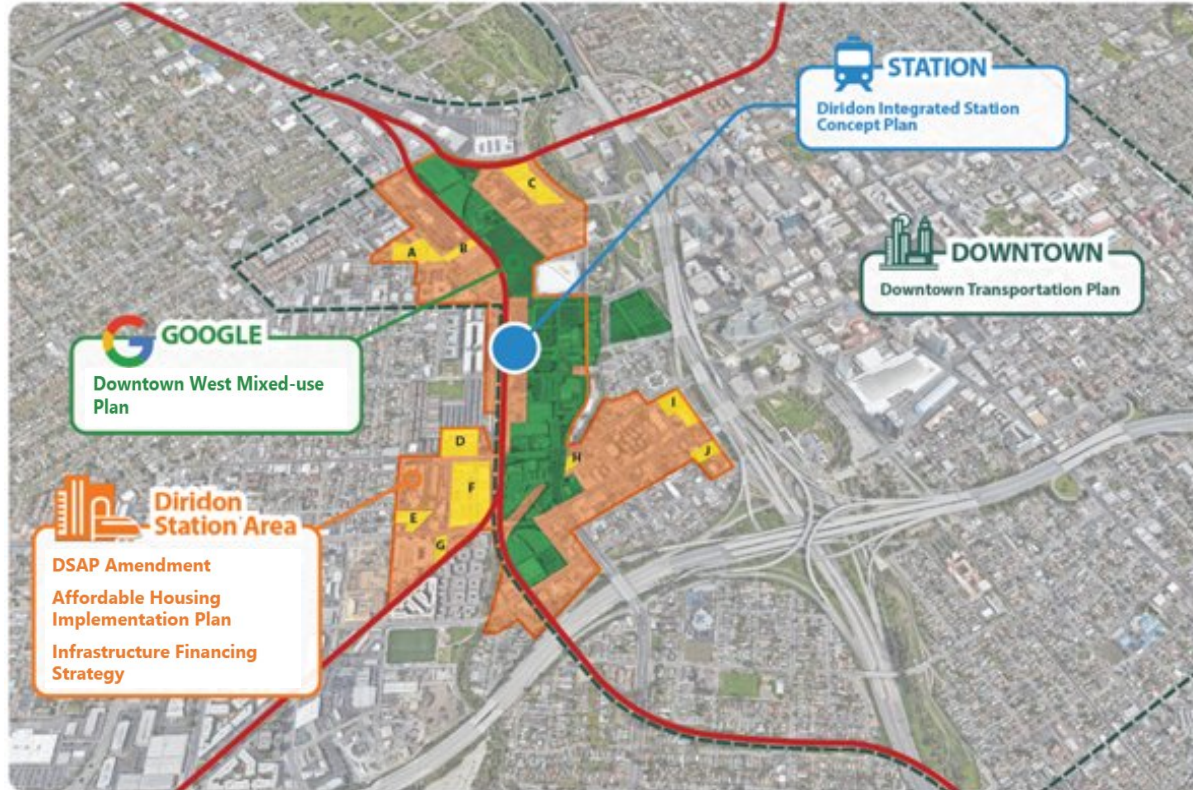 STATION
Diridon Integrated Station
Concept Plan
DOWNTOWN
Downtown Transportation Plan
C
A
B
GOOGLE
Downtown West Mixed-use
Plan
I
J
D
H
F
E
G
Diridon
Station Area
DSAP Amendment
Affordable Housing
Implementation Plan
Infrastructure Financing
Strategy